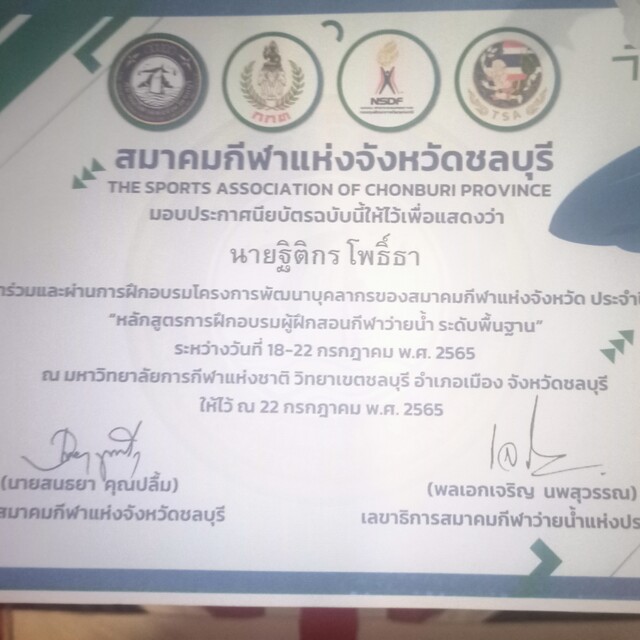 กกท
NSDF
TSA
สมาคมกีฬาแห่งจังหวัดชลบุรี
THE SPORTS ASSOCIATION OF CHONBURI PROVINCE
มอบประกาศนียบัตรฉบับนี้ให้ไว้เพื่อแสดงว่า
นายฐิติกร โพธิ์ธา
าร่วมและผ่านการฝึกอบรมโครงการพัฒนาบุคลากรของสมาคมกีฬาแห่งจังหวัด ประจำปี
"หลักสูตรการฝึกอบรมผู้ฝึกสอนกีฬาว่ายน้ำ ระดับพื้นฐาน"
ระหว่างวันที่ 18-22 กรกฎาคม พ.ศ. 2565
ณ มหาวิทยาลัยการกีฬาแห่งชาติ วิทยาเขตชลบุรี อำเภอเมือง จังหวัดชลบุรี
ให้ไว้ ณ 22 กรกฎาคม พ.ศ. 2565
(นายสนธยา คุณปลื้ม)
สมาคมกีฬาแห่งจังหวัดชลบุรี
(พลเอกเจริญ นพสุวรรณ)
เลขาธิการสมาคมกีฬาว่ายน้ำแห่งประ